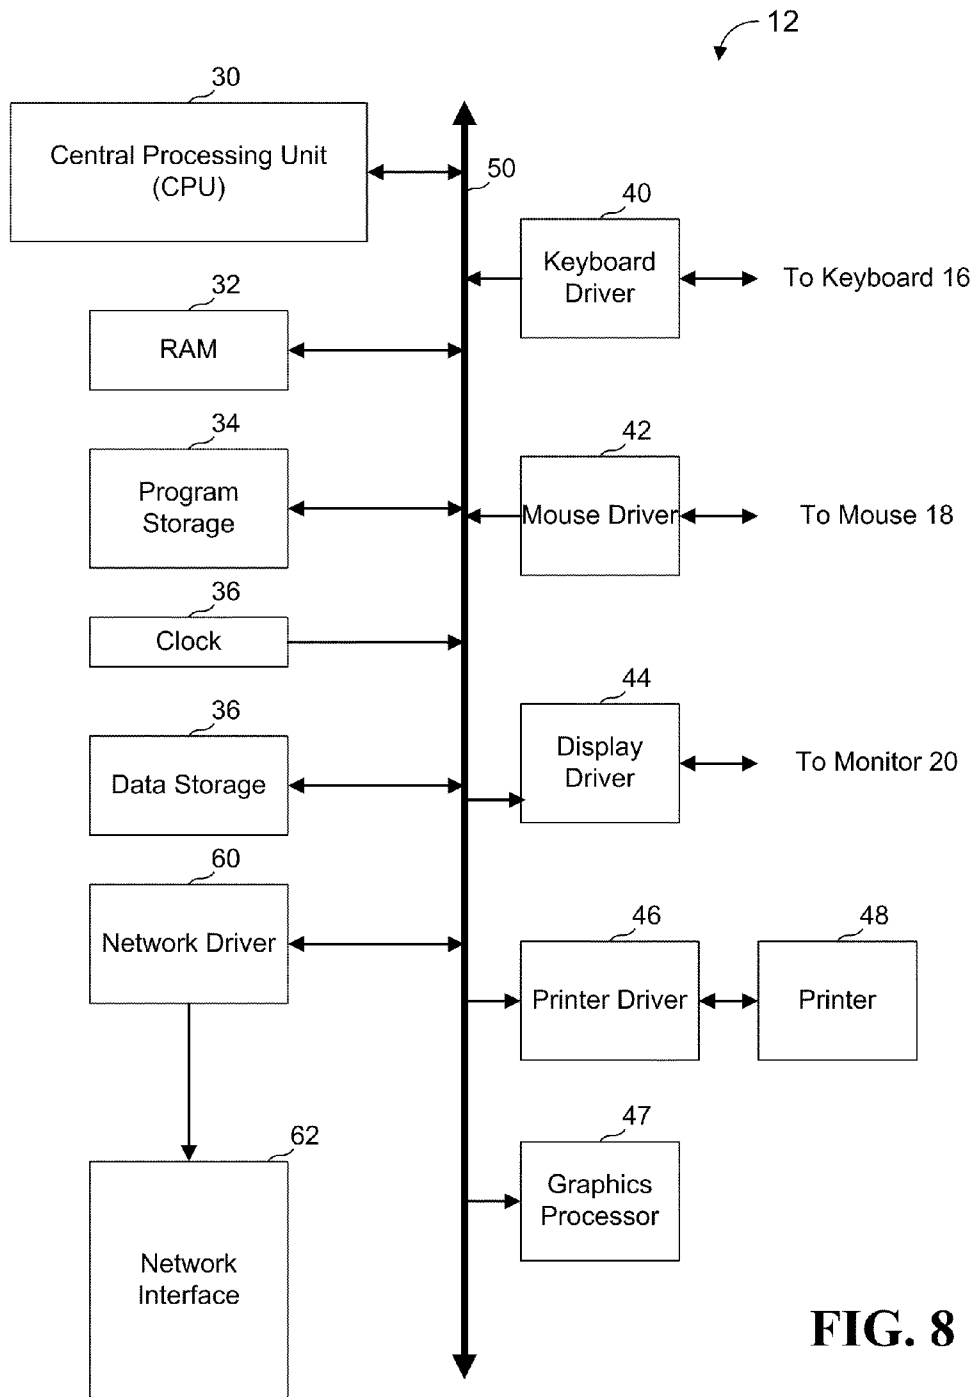 12
30
Central Processing Unit
(CPU)
50
40
Keyboard
Driver
To Keyboard 16
32
RAM
34
Program
Storage
42
Mouse Driver
To Mouse 18
36
Clock
36
Data Storage
44
Display
Driver
To Monitor 20
60
Network Driver
46
Printer Driver
48
Printer
62
Network
Interface
47
Graphics
Processor
FIG. 8